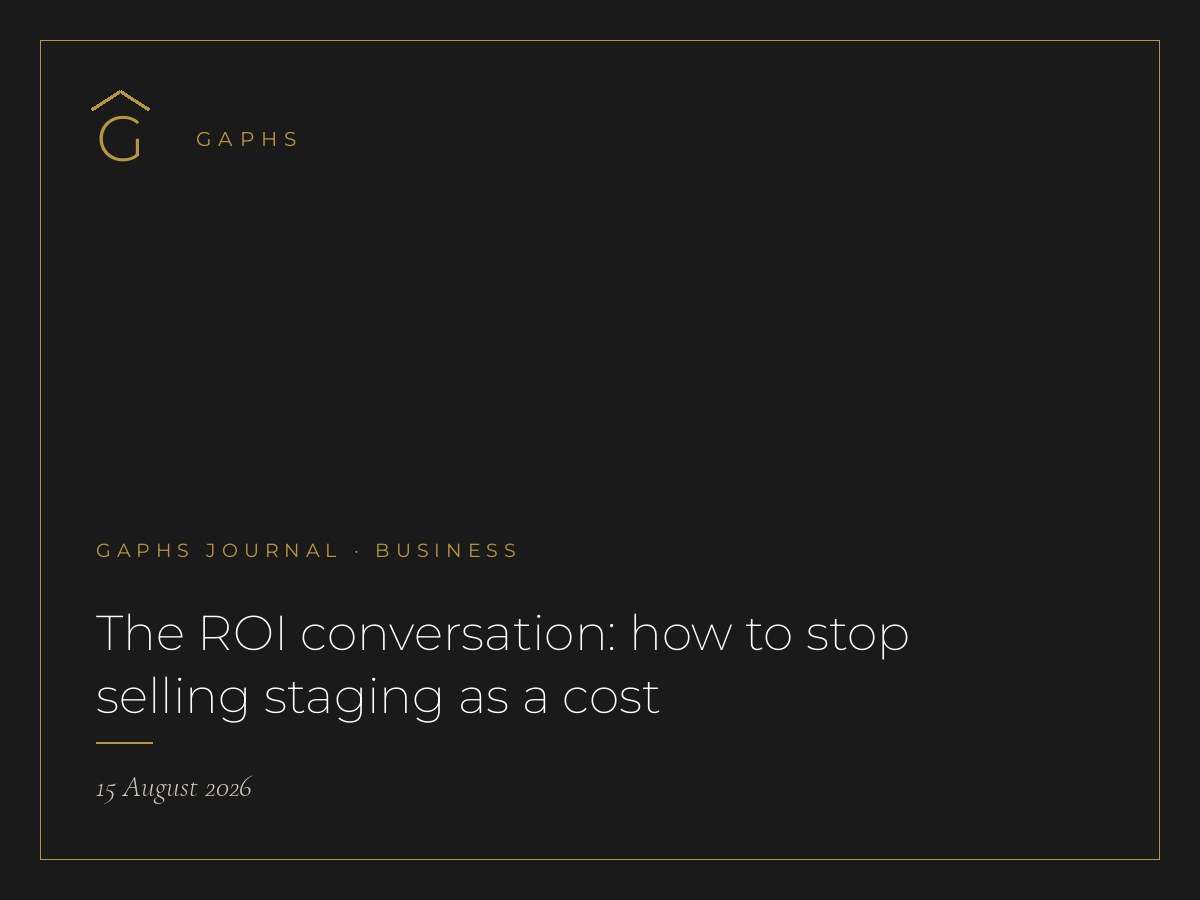 G
GAPHS
GAPHS JOURNAL · BUSINESS
The ROI conversation: how to stop
selling staging as a cost
15 August 2026